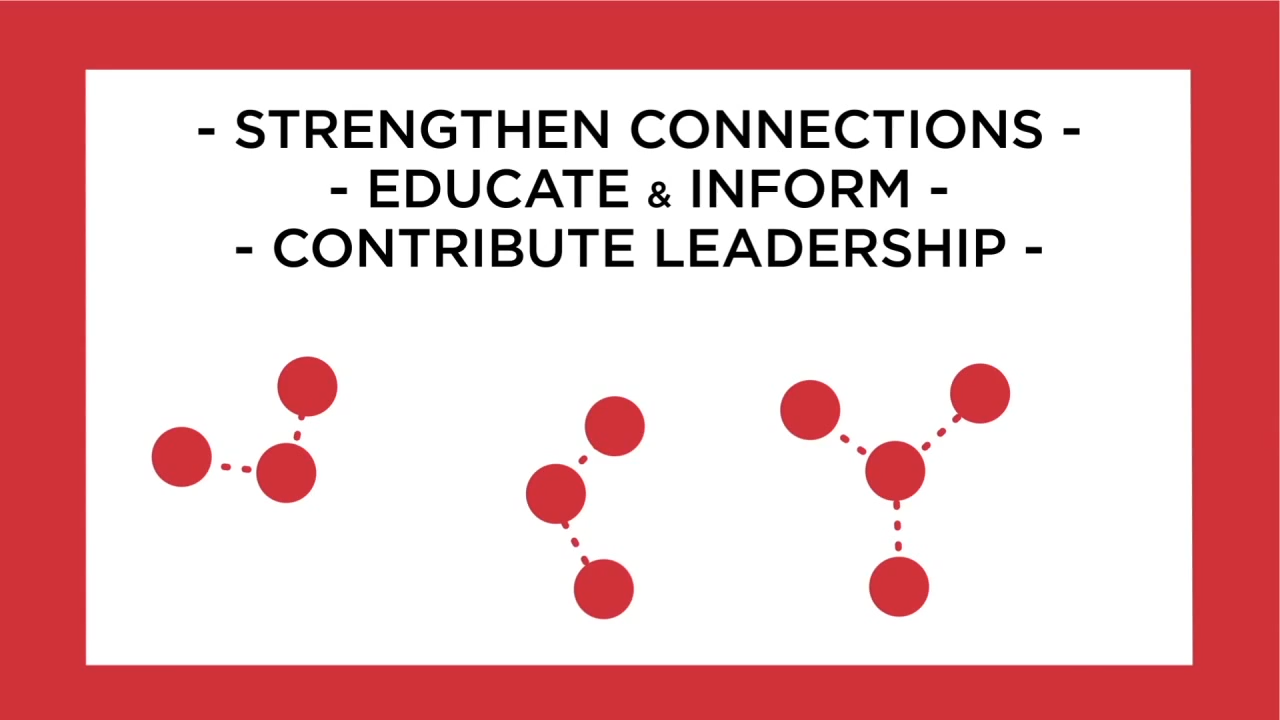 - STRENGTHEN CONNECTIONS -
- EDUCATE & INFORM -
- CONTRIBUTE LEADERSHIP -